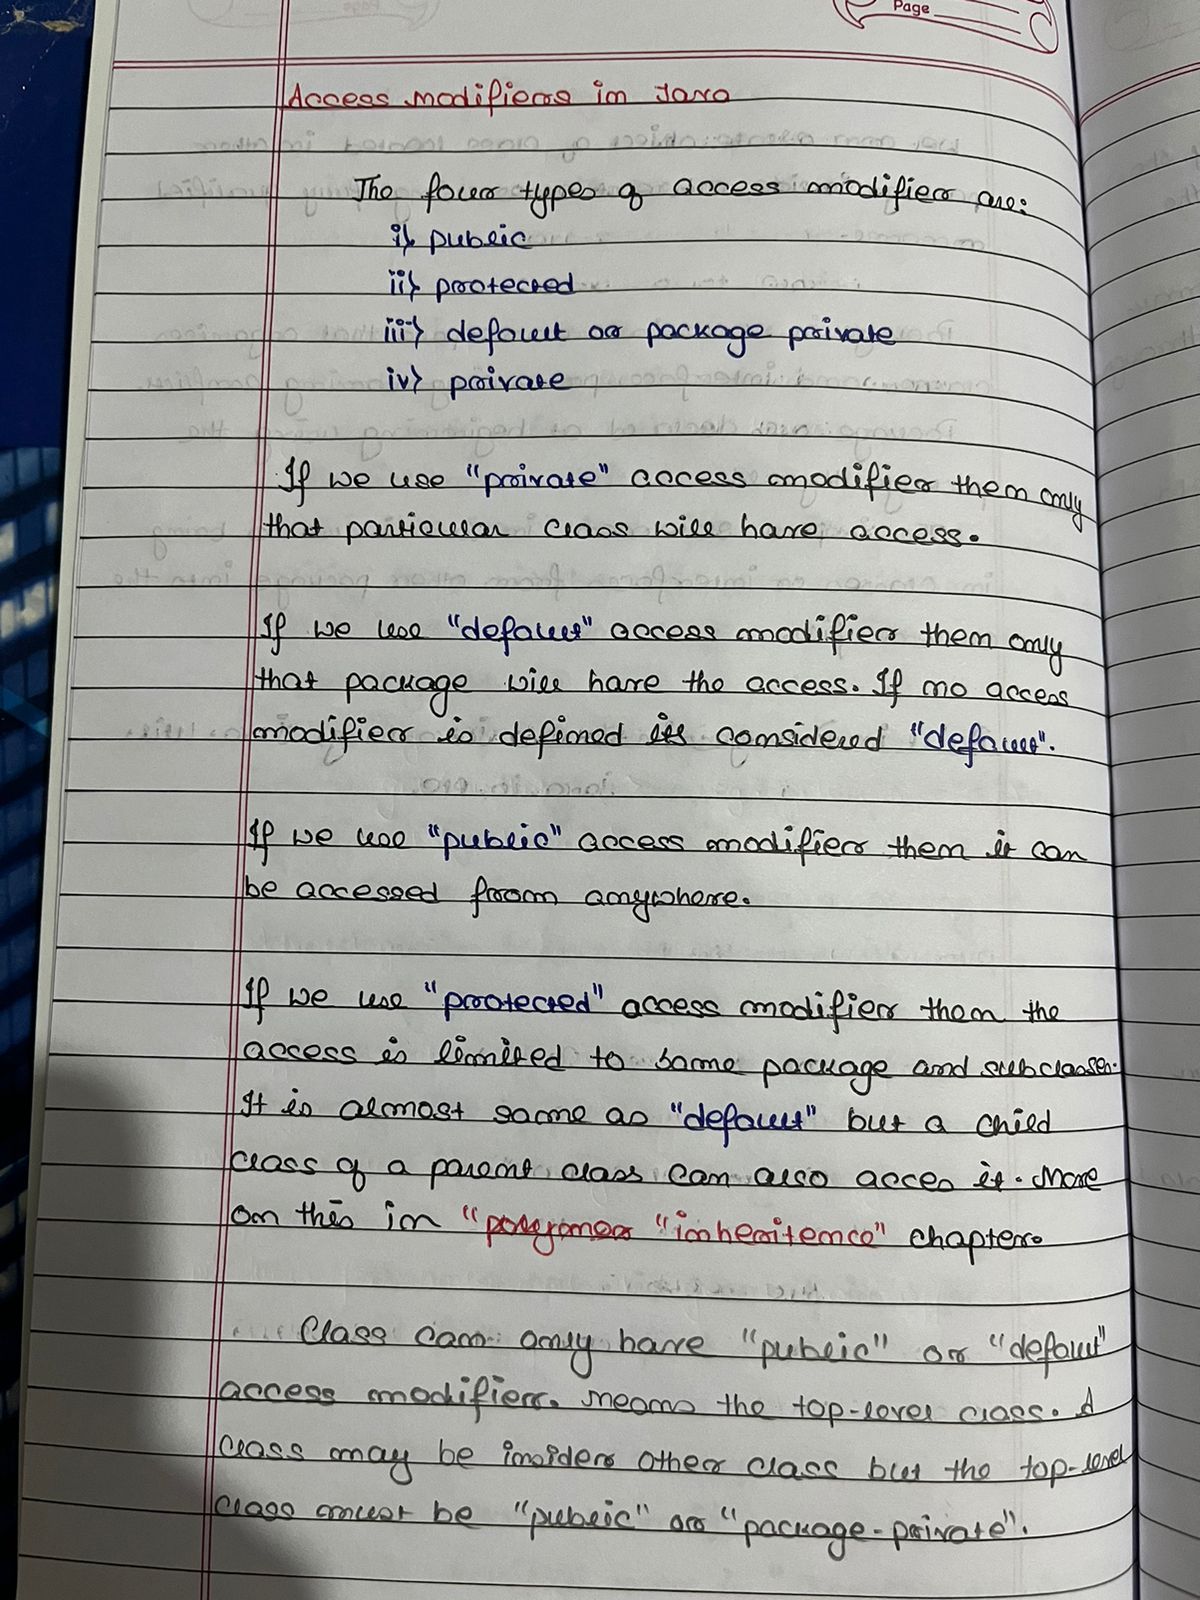 Page
Access modifiers in Java
The four types of access modifier are:
i) public
ii) protected
iii) default or package private
iv) private
If we use "private" access modifier then only
that particular class will have access.
If we use "default" access modifier then only
that package will have the access. If no access
modifier is defined its considered "default".
If we use "public" access modifier then it can
be accessed from anywhere.
If we use "protected" access modifier then the
access is limited to same package and subclasses.
It is almost same as "default" but a child
class of a parent class can also acces it. More
on this in "polymer "inheritence" chapter.
Class can only have "public" or "default"
access modifier. means the top-level class. A
class may be insider other class but the top-level
class must be "public" or "package-private".